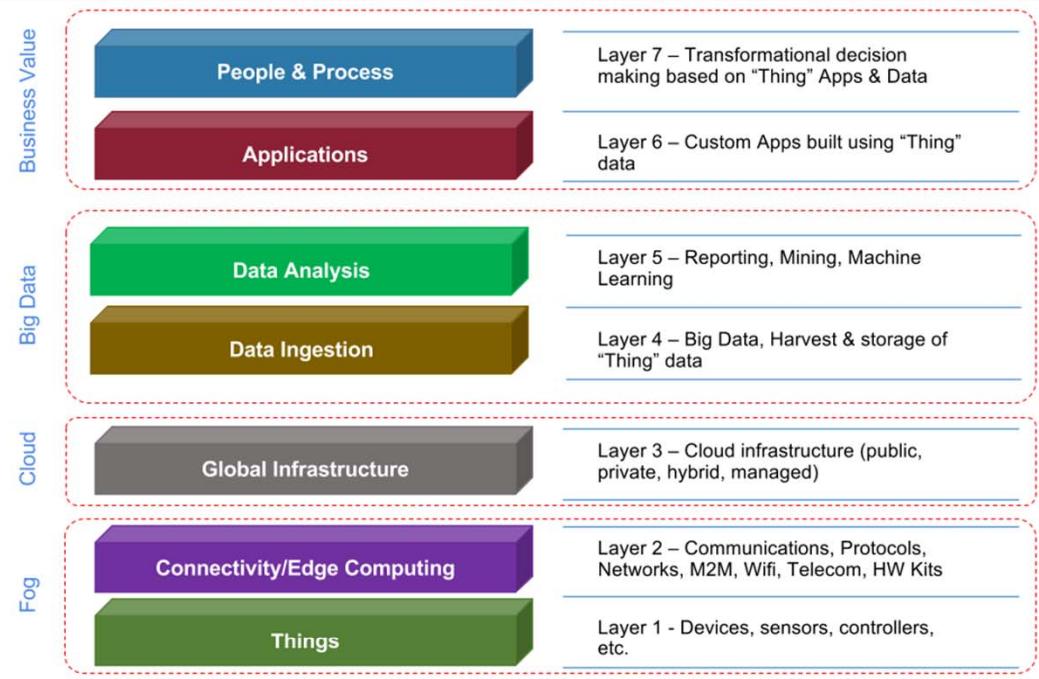 Business Value
People & Process
Layer 7 – Transformational decision
making based on “Thing” Apps & Data
Applications
Layer 6 – Custom Apps built using “Thing”
data
Big Data
Data Analysis
Layer 5 – Reporting, Mining, Machine
Learning
Data Ingestion
Layer 4 – Big Data, Harvest & storage of
“Thing” data
Cloud
Global Infrastructure
Layer 3 – Cloud infrastructure (public,
private, hybrid, managed)
Fog
Connectivity/Edge Computing
Layer 2 – Communications, Protocols,
Networks, M2M, Wifi, Telecom, HW Kits
Things
Layer 1 - Devices, sensors, controllers,
etc.